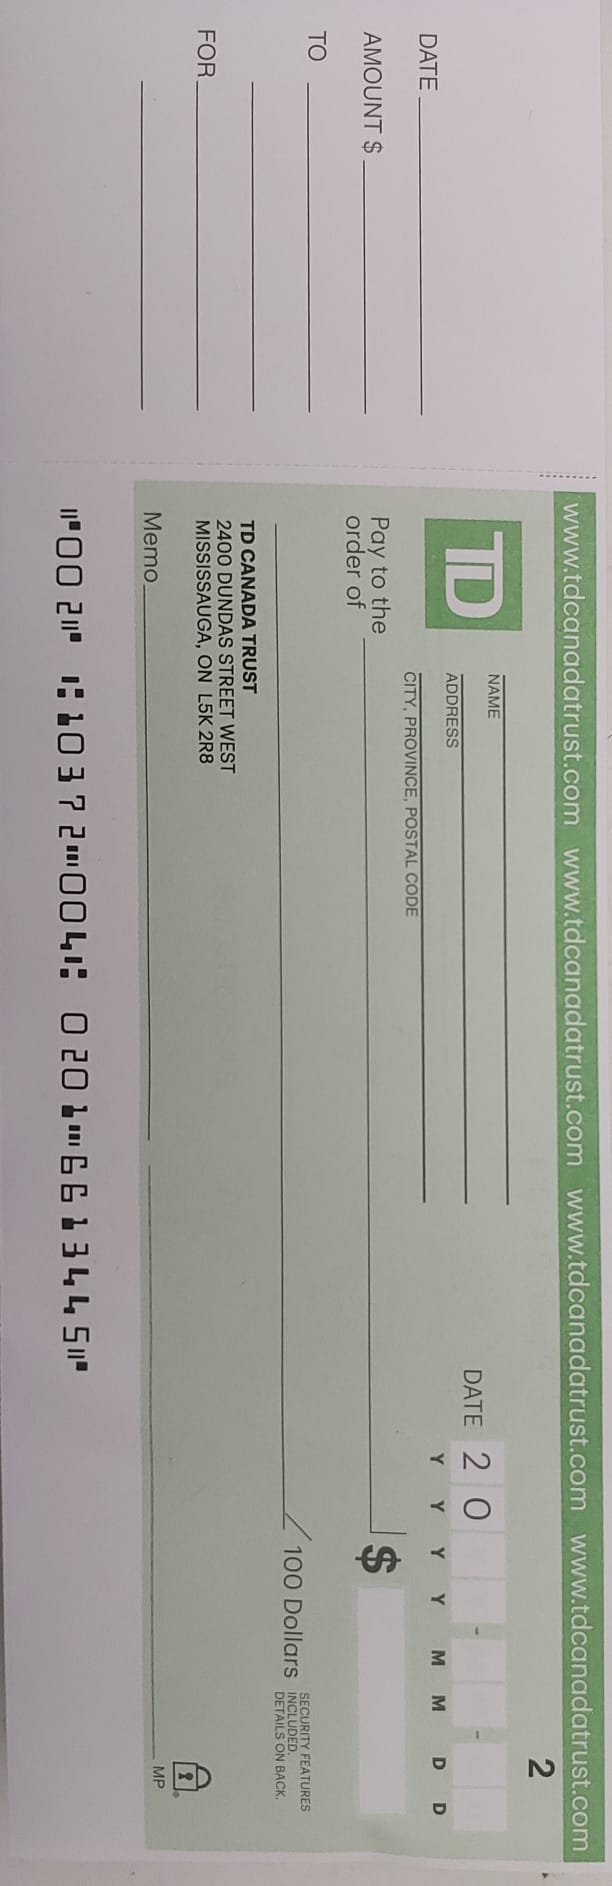 DATE
AMOUNT $
TO
FOR
www.tdcanadatrust.com www.tdcanadatrust.com www.tdcanadatrust.com www.tdcanadatrust.com
2
TD
NAME
ADDRESS
CITY, PROVINCE, POSTAL CODE
DATE 2 0 - -
Y Y Y Y M M D D
Pay to the
order of
$
/ 100 Dollars
SECURITY FEATURES
INCLUDED.
DETAILS ON BACK.
TD CANADA TRUST
2400 DUNDAS STREET WEST
MISSISSAUGA, ON L5K 2R8
Memo
MP
⑈002⑈ ⑆10372⑉004⑆ 0201⑉6613445⑈